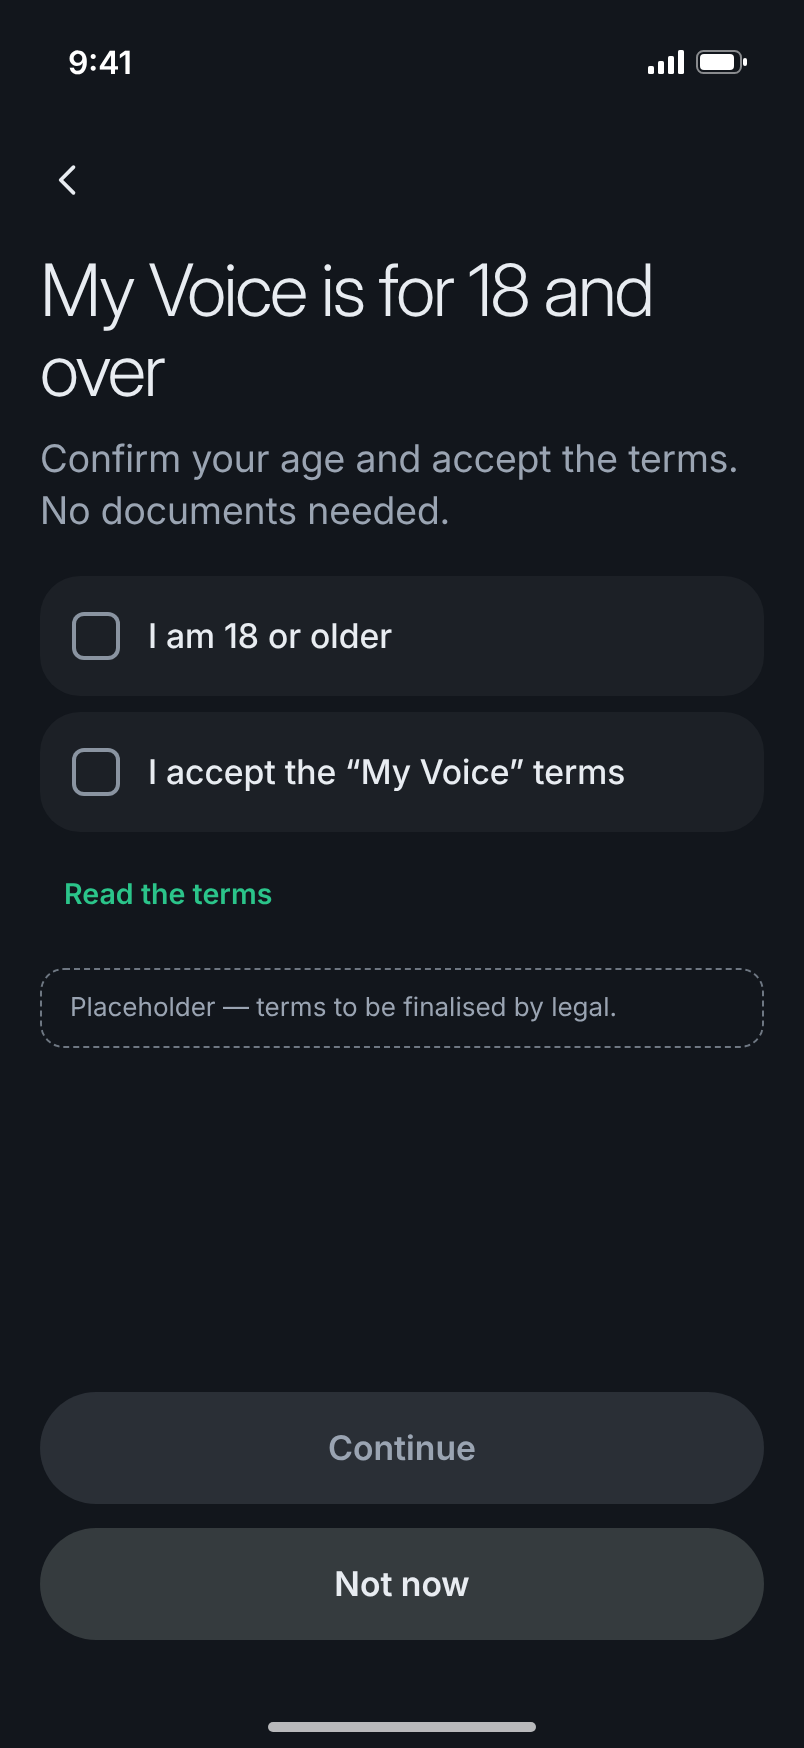 9:41
My Voice is for 18 and
over
Confirm your age and accept the terms.
No documents needed.
I am 18 or older
I accept the “My Voice” terms
Read the terms
Placeholder — terms to be finalised by legal.
Continue
Not now